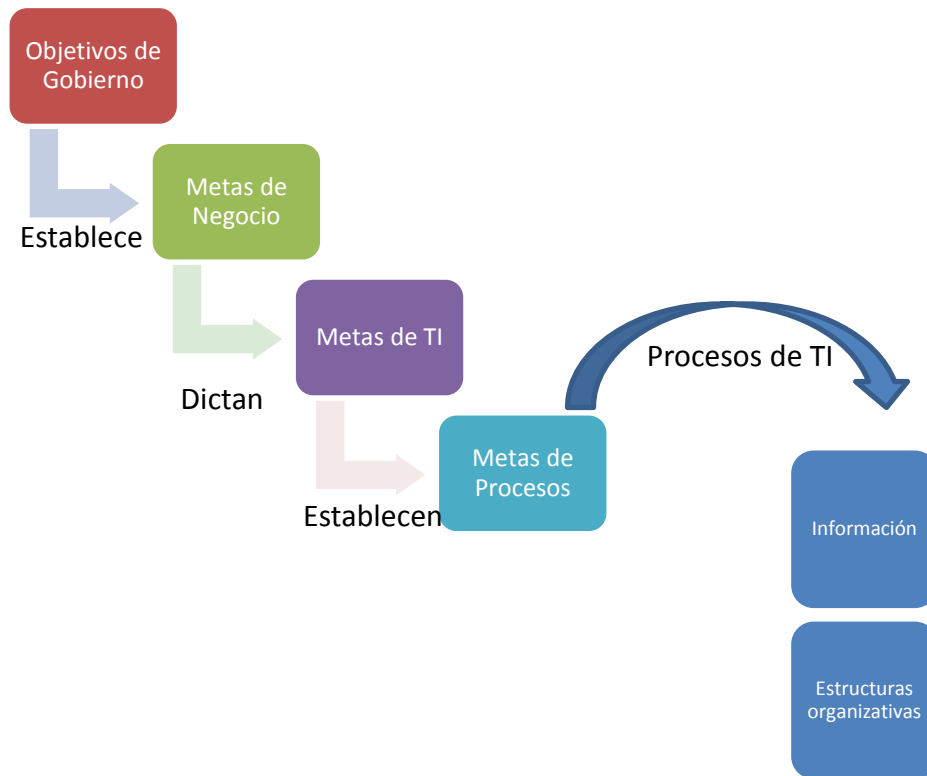 Objetivos de
Gobierno
Establece
Metas de
Negocio
Dictan
Metas de TI
Establecen
Metas de
Procesos
Procesos de TI
Información
Estructuras
organizativas